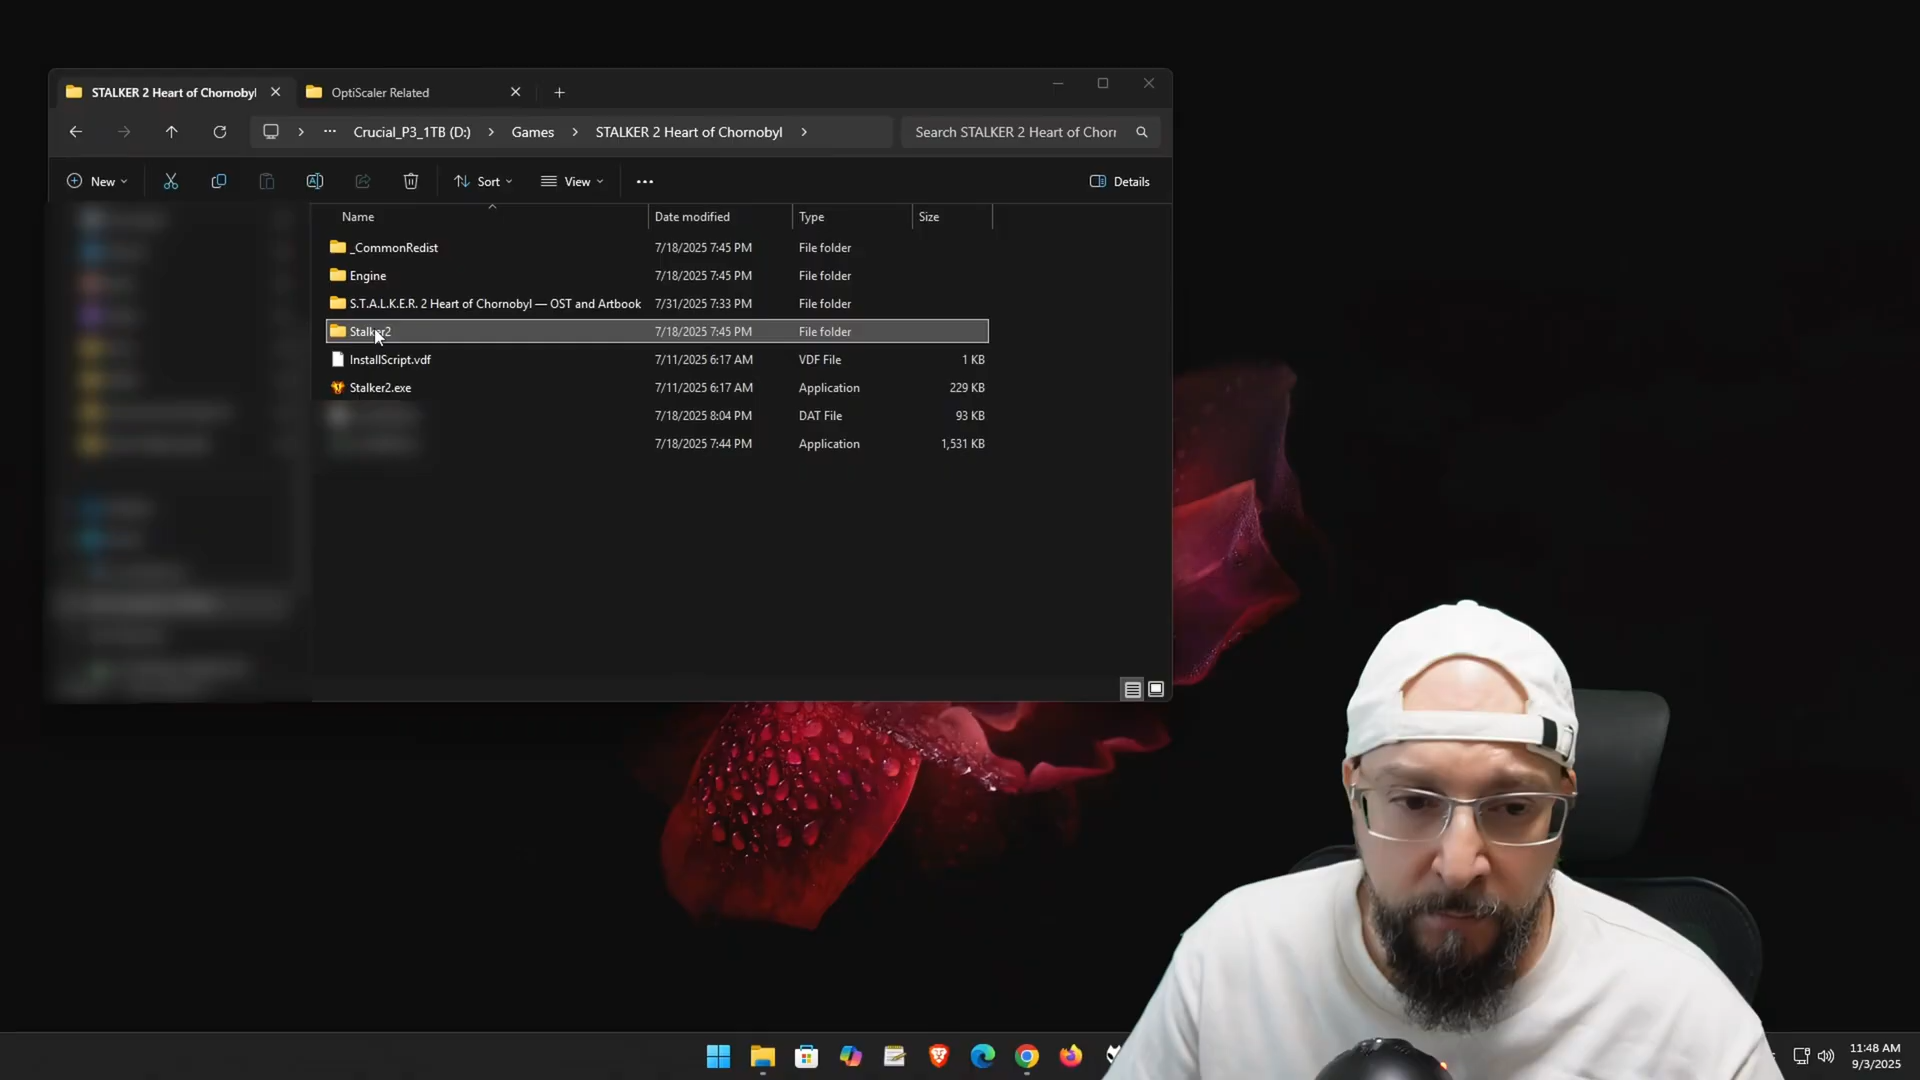 STALKER 2 Heart of Chornobyl
OptiScaler Related
Crucial_P3_1TB (D:) > Games > STALKER 2 Heart of Chornobyl >
Search STALKER 2 Heart of Chorr
New
Sort
View
Details
Name Date modified Type Size
_CommonRedist 7/18/2025 7:45 PM File folder
Engine 7/18/2025 7:45 PM File folder
S.T.A.L.K.E.R. 2 Heart of Chornobyl — OST and Artbook 7/31/2025 7:33 PM File folder
Stalker2 7/18/2025 7:45 PM File folder
InstallScript.vdf 7/11/2025 6:17 AM VDF File 1 KB
Stalker2.exe 7/11/2025 6:17 AM Application 229 KB
7/18/2025 8:04 PM DAT File 93 KB
7/18/2025 7:44 PM Application 1,531 KB
11:48 AM
9/3/2025